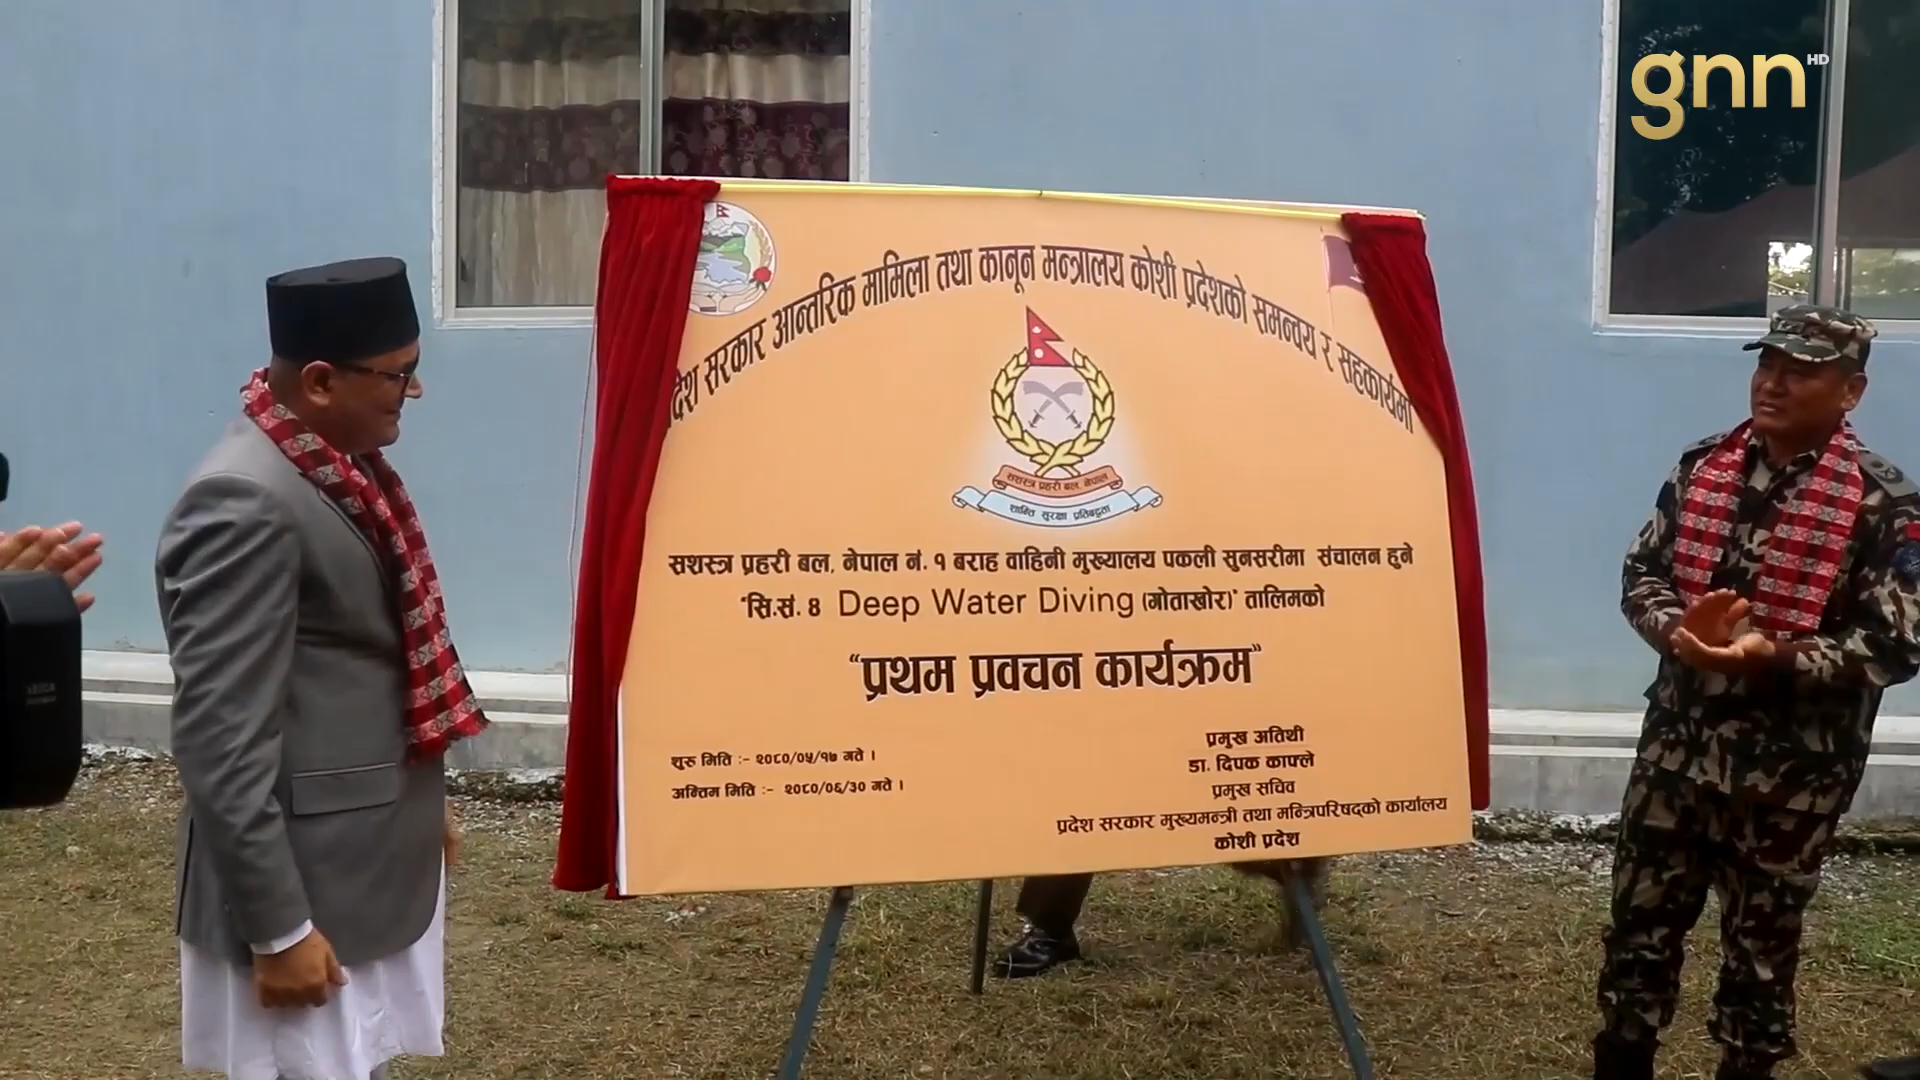 gnn HD
प्रदेश सरकार आन्तरिक मामिला तथा कानून मन्त्रालय कोशी प्रदेशको समन्वय र सहकार्यमा
सशस्त्र प्रहरी बल, नेपाल
शान्ति सुरक्षा प्रतिबद्धता
सशस्त्र प्रहरी बल, नेपाल नं. १ बराह वाहिनी मुख्यालय पकली सुनसरीमा संचालन हुने
"सि.सं. ४ Deep Water Diving (गोताखोर)" तालिमको
"प्रथम प्रवचन कार्यक्रम"
शुरु मिति :- २०८०/०५/१७ गते ।
अन्तिम मिति :- २०८०/०६/३० गते ।
प्रमुख अतिथी
डा. दिपक काफ्ले
प्रमुख सचिव
प्रदेश सरकार मुख्यमन्त्री तथा मन्त्रिपरिषद्को कार्यालय
कोशी प्रदेश